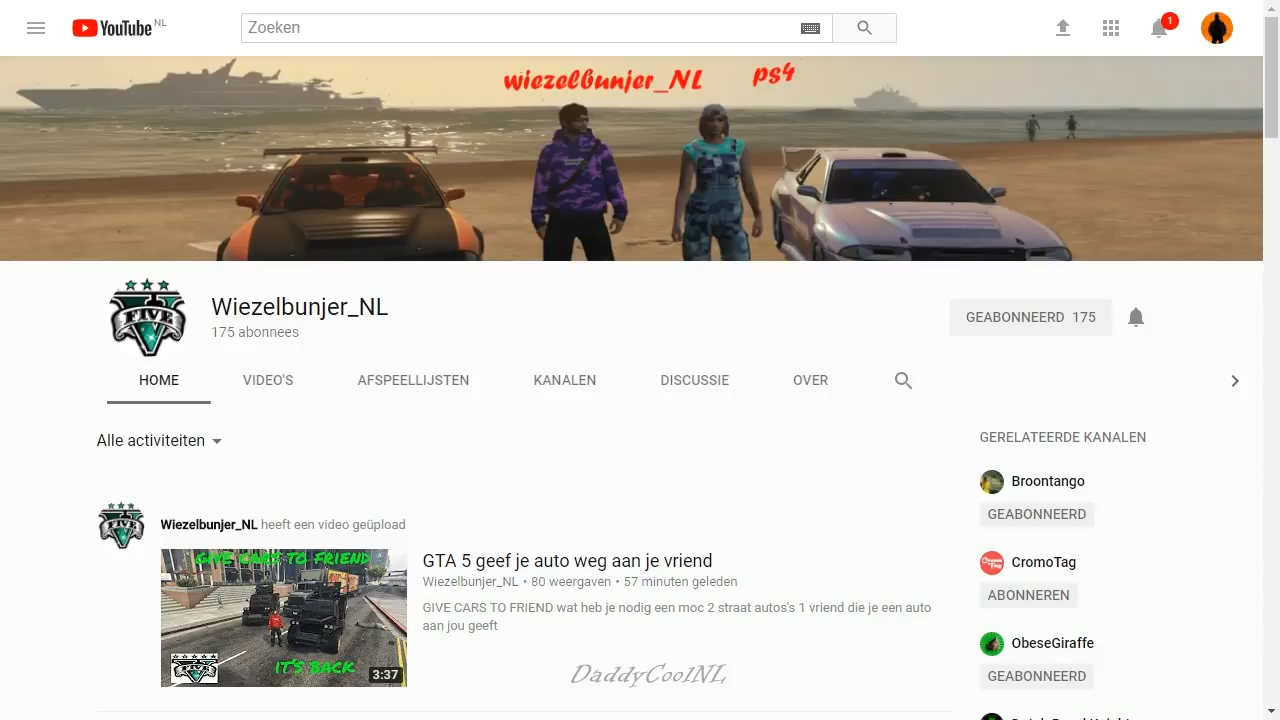 YouTube NL
Zoeken
1
wiezelbunjer_NL ps4
FIVE
Wiezelbunjer_NL
175 abonnees
GEABONNEERD 175
HOME VIDEO'S AFSPEELLIJSTEN KANALEN DISCUSSIE OVER
Alle activiteiten
GERELATEERDE KANALEN
Broontango
GEABONNEERD
FIVE
Wiezelbunjer_NL heeft een video geüpload
GIVE CARS TO FRIEND
IT'S BACK
FIVE
3:37
GTA 5 geef je auto weg aan je vriend
Wiezelbunjer_NL • 80 weergaven • 57 minuten geleden
GIVE CARS TO FRIEND wat heb je nodig een moc 2 straat autos's 1 vriend die je een auto
aan jou geeft
CromoTag
ABONNEREN
ObeseGiraffe
GEABONNEERD
DaddyCoolNL